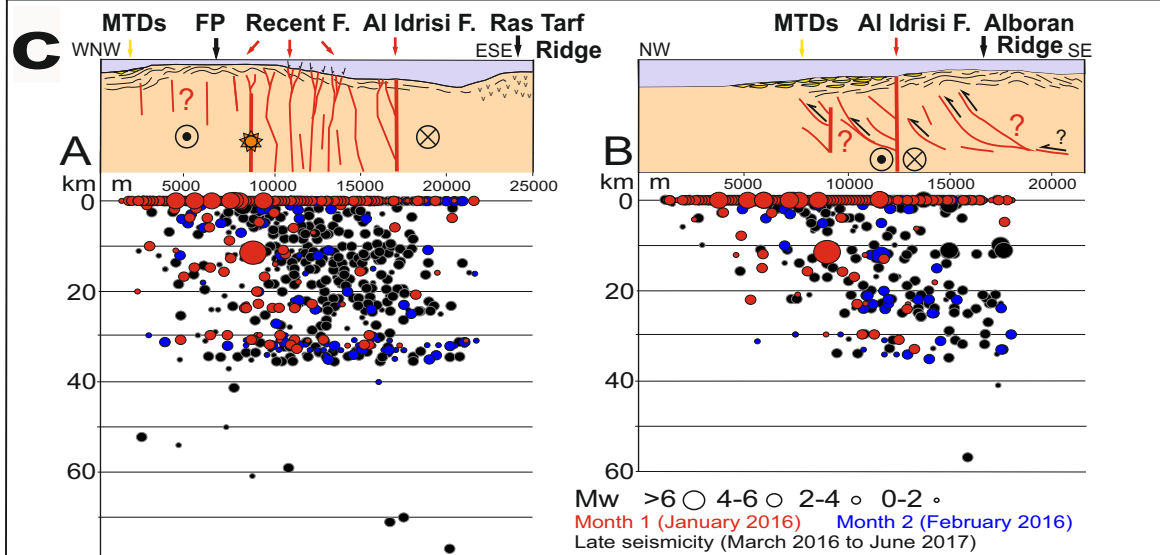 C
MTDs FP Recent F. Al Idrisi F. Ras Tarf Ridge
WNW ESE
?
A
km m 5000 10000 15000 20000 25000
0
20
40
60
MTDs Al Idrisi F. Alboran Ridge
NW SE
? ? ?
B
km m 5000 10000 15000 20000
0
20
40
60
Mw >6 4-6 2-4 0-2
Month 1 (January 2016) Month 2 (February 2016)
Late seismicity (March 2016 to June 2017)